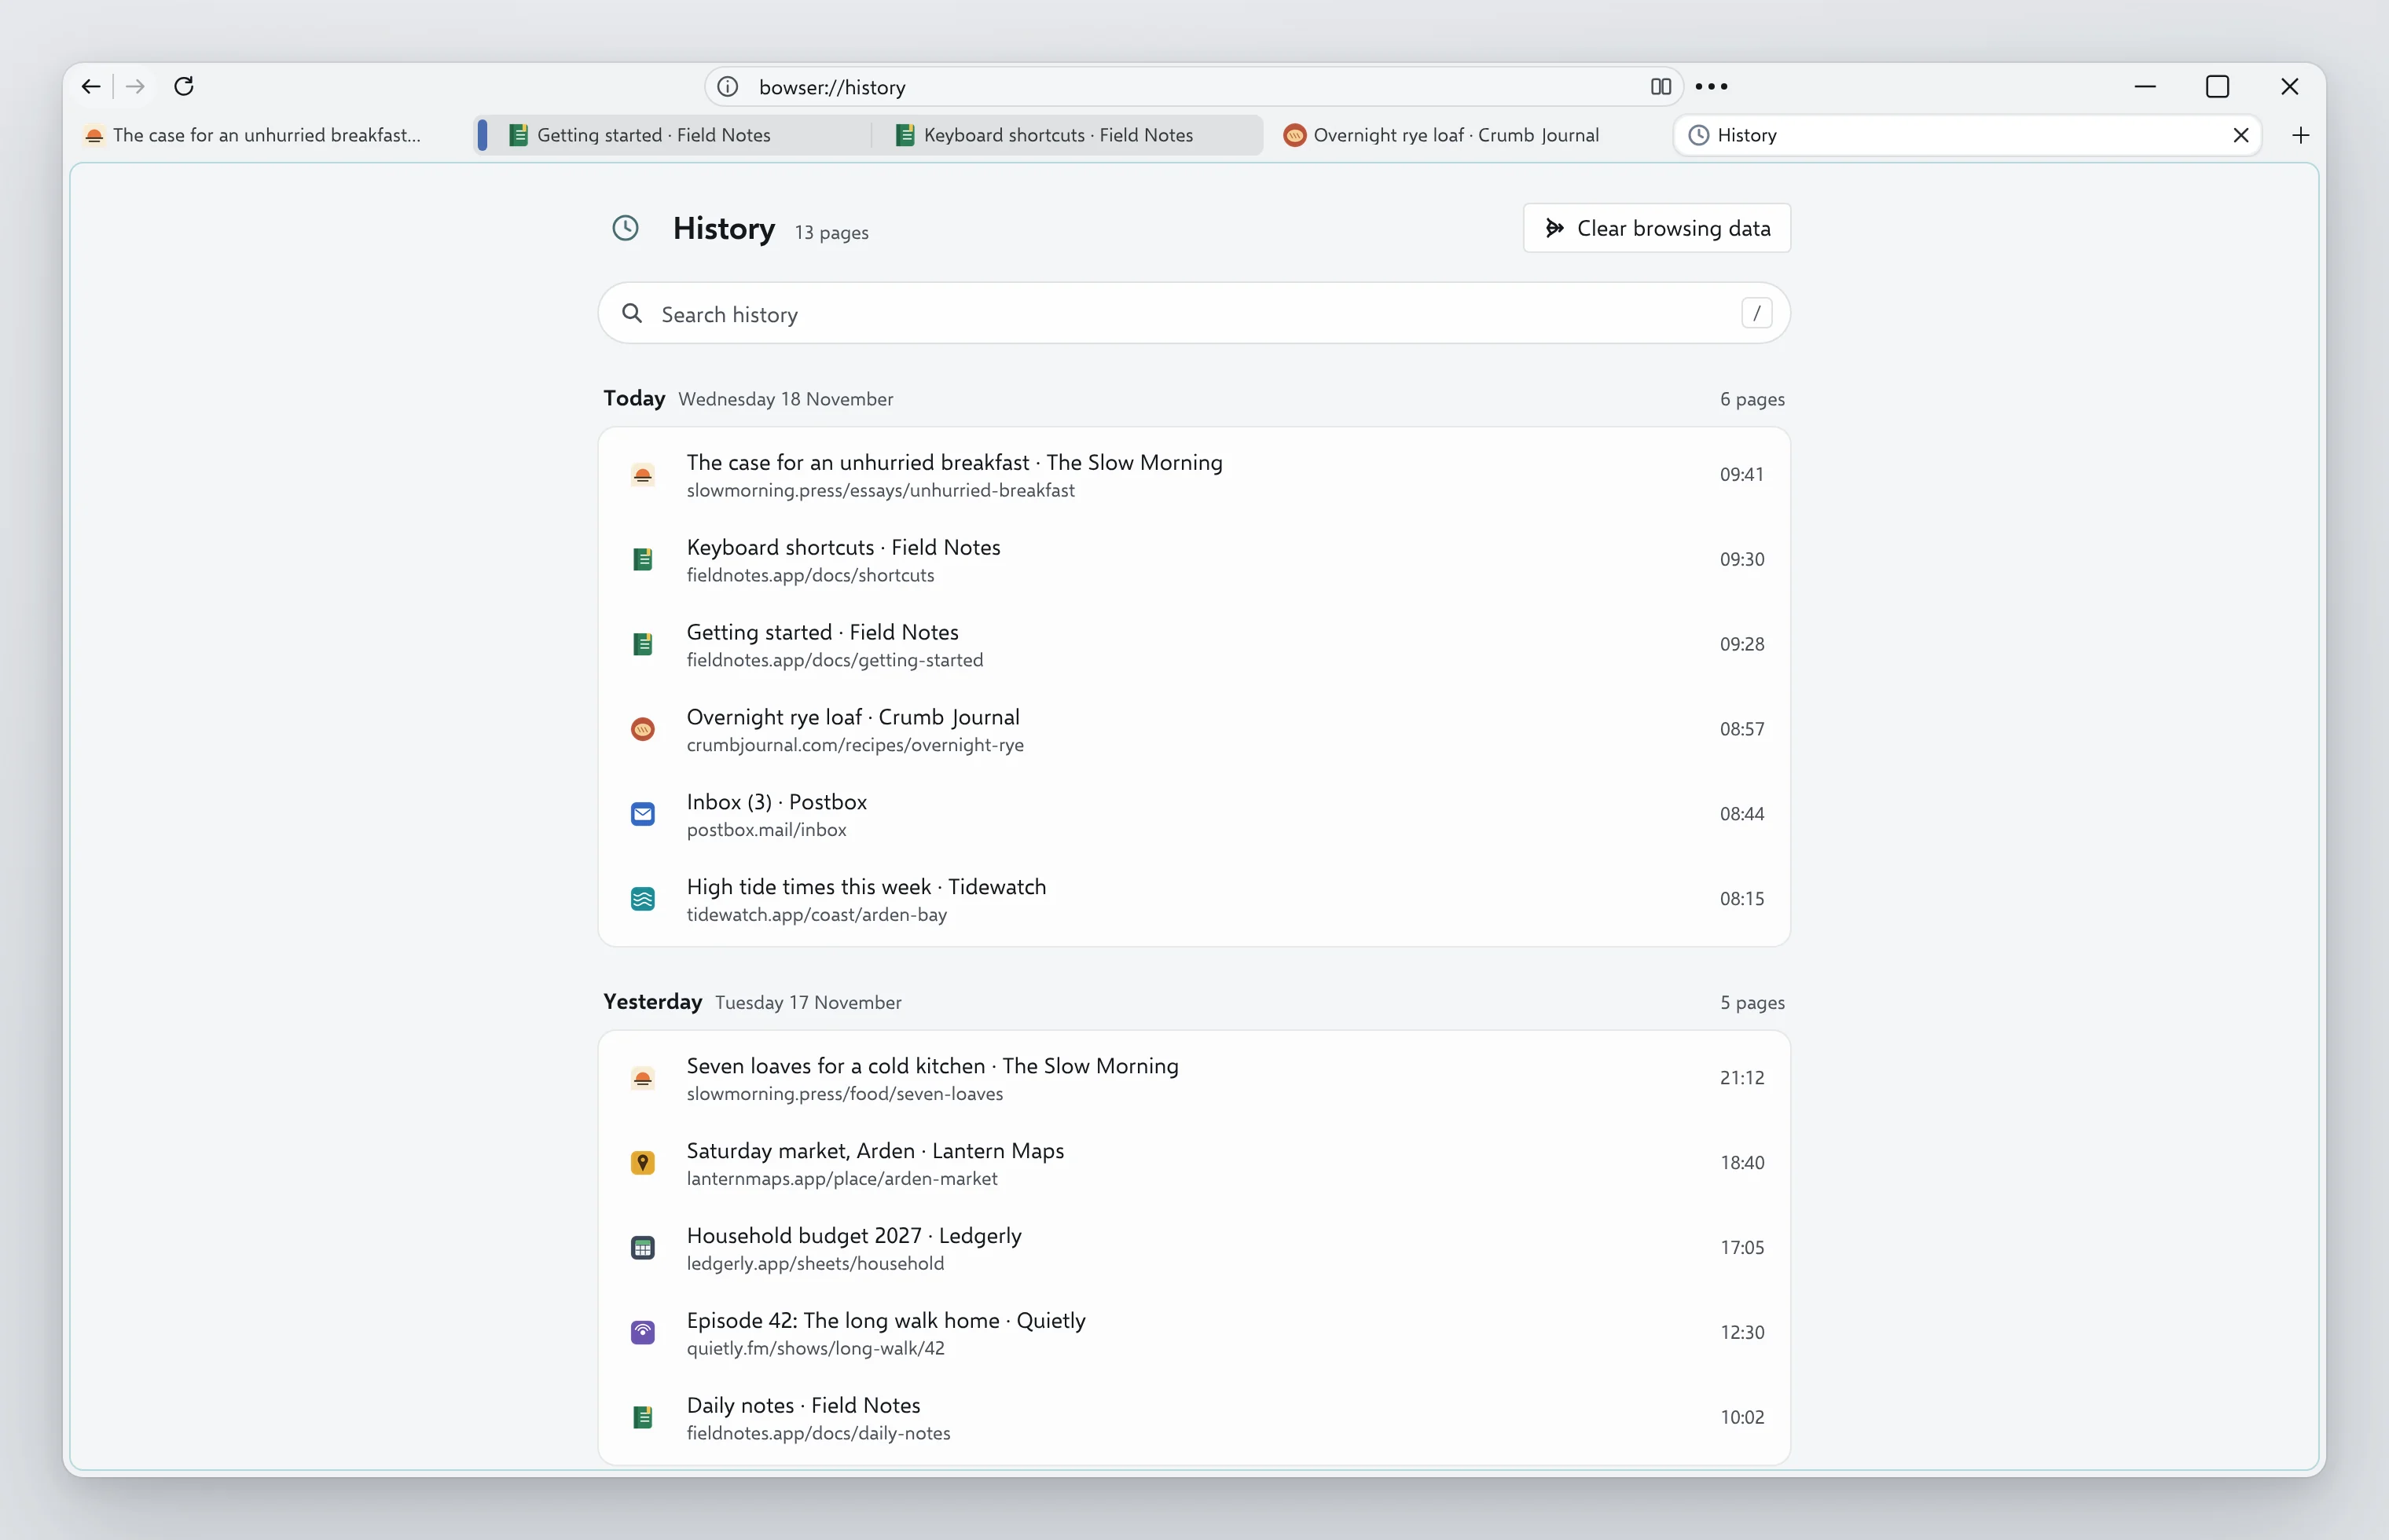 bowser://history
The case for an unhurried breakfast...
Getting started · Field Notes
Keyboard shortcuts · Field Notes
Overnight rye loaf · Crumb Journal
History
History 13 pages
Clear browsing data
Search history /
Today Wednesday 18 November 6 pages
The case for an unhurried breakfast · The Slow Morning
slowmorning.press/essays/unhurried-breakfast
09:41
Keyboard shortcuts · Field Notes
fieldnotes.app/docs/shortcuts
09:30
Getting started · Field Notes
fieldnotes.app/docs/getting-started
09:28
Overnight rye loaf · Crumb Journal
crumbjournal.com/recipes/overnight-rye
08:57
Inbox (3) · Postbox
postbox.mail/inbox
08:44
High tide times this week · Tidewatch
tidewatch.app/coast/arden-bay
08:15
Yesterday Tuesday 17 November 5 pages
Seven loaves for a cold kitchen · The Slow Morning
slowmorning.press/food/seven-loaves
21:12
Saturday market, Arden · Lantern Maps
lanternmaps.app/place/arden-market
18:40
Household budget 2027 · Ledgerly
ledgerly.app/sheets/household
17:05
Episode 42: The long walk home · Quietly
quietly.fm/shows/long-walk/42
12:30
Daily notes · Field Notes
fieldnotes.app/docs/daily-notes
10:02